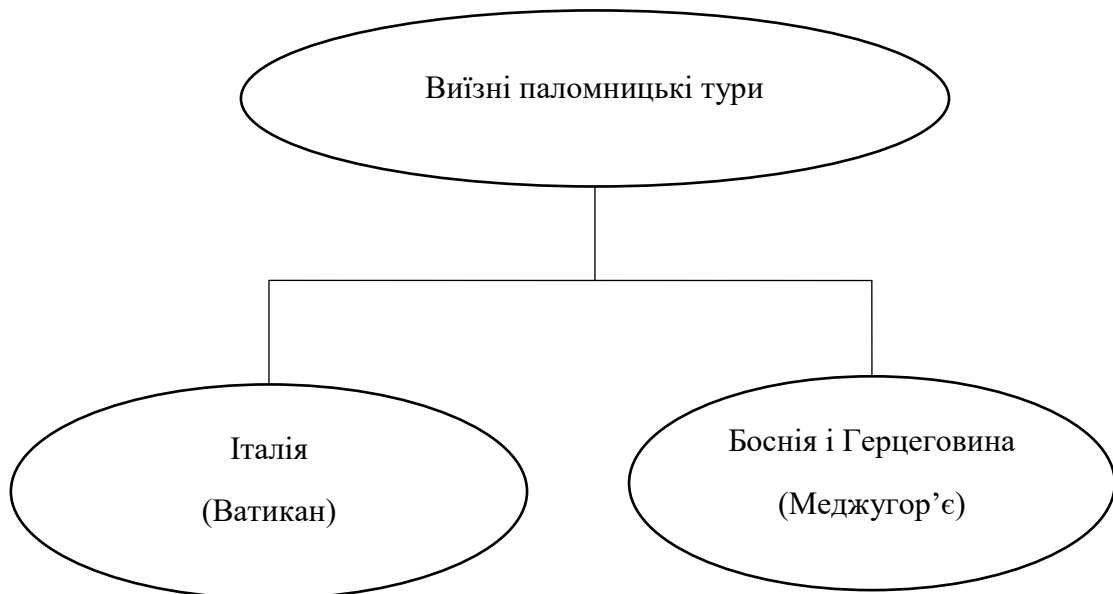 Виїзні паломницькі тури
Італія
(Ватикан)
Боснія і Герцеговина
(Меджугор’є)